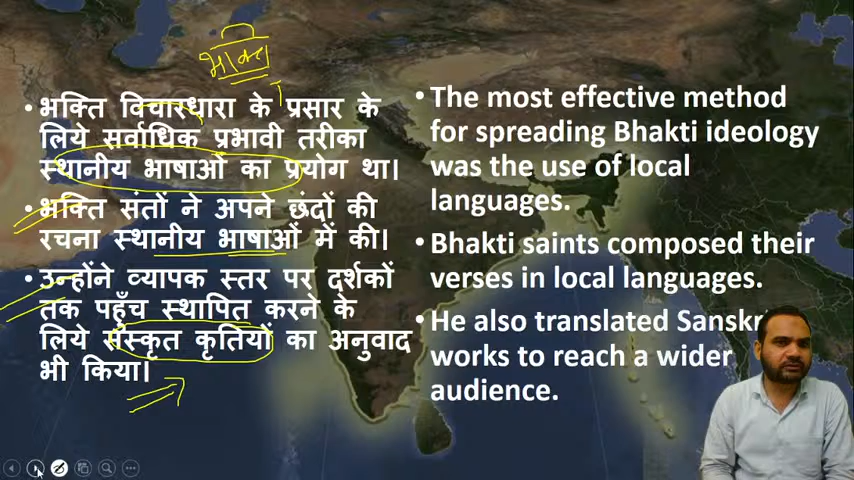 भक्ति
• भक्ति विचारधारा के प्रसार के
लिये सर्वाधिक प्रभावी तरीका
स्थानीय भाषाओं का प्रयोग था।
• भक्ति संतों ने अपने छंदों की
रचना स्थानीय भाषाओं में की।
• उन्होंने व्यापक स्तर पर दर्शकों
तक पहुँच स्थापित करने के
लिये संस्कृत कृतियों का अनुवाद
भी किया।
• The most effective method
for spreading Bhakti ideology
was the use of local
languages.
• Bhakti saints composed their
verses in local languages.
• He also translated Sanskri
works to reach a wider
audience.